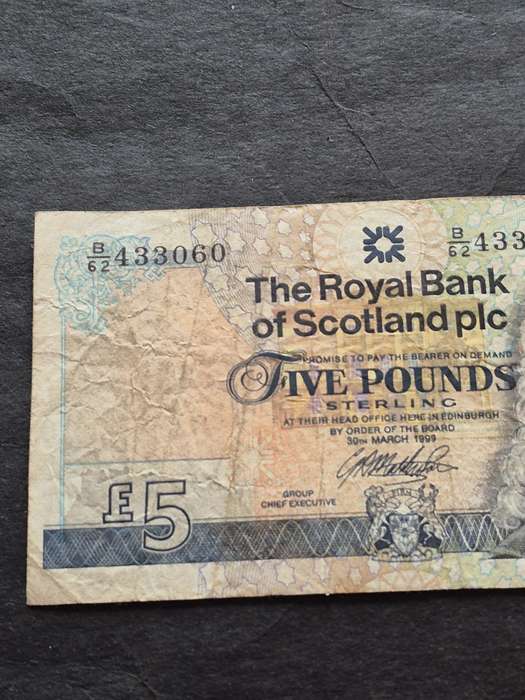 B/62 433060
B/62 433
The Royal Bank
of Scotland plc
PROMISE TO PAY THE BEARER ON DEMAND
FIVE POUNDS
STERLING
AT THEIR HEAD OFFICE HERE IN EDINBURGH
BY ORDER OF THE BOARD
30TH MARCH 1999
GROUP
CHIEF EXECUTIVE
£5